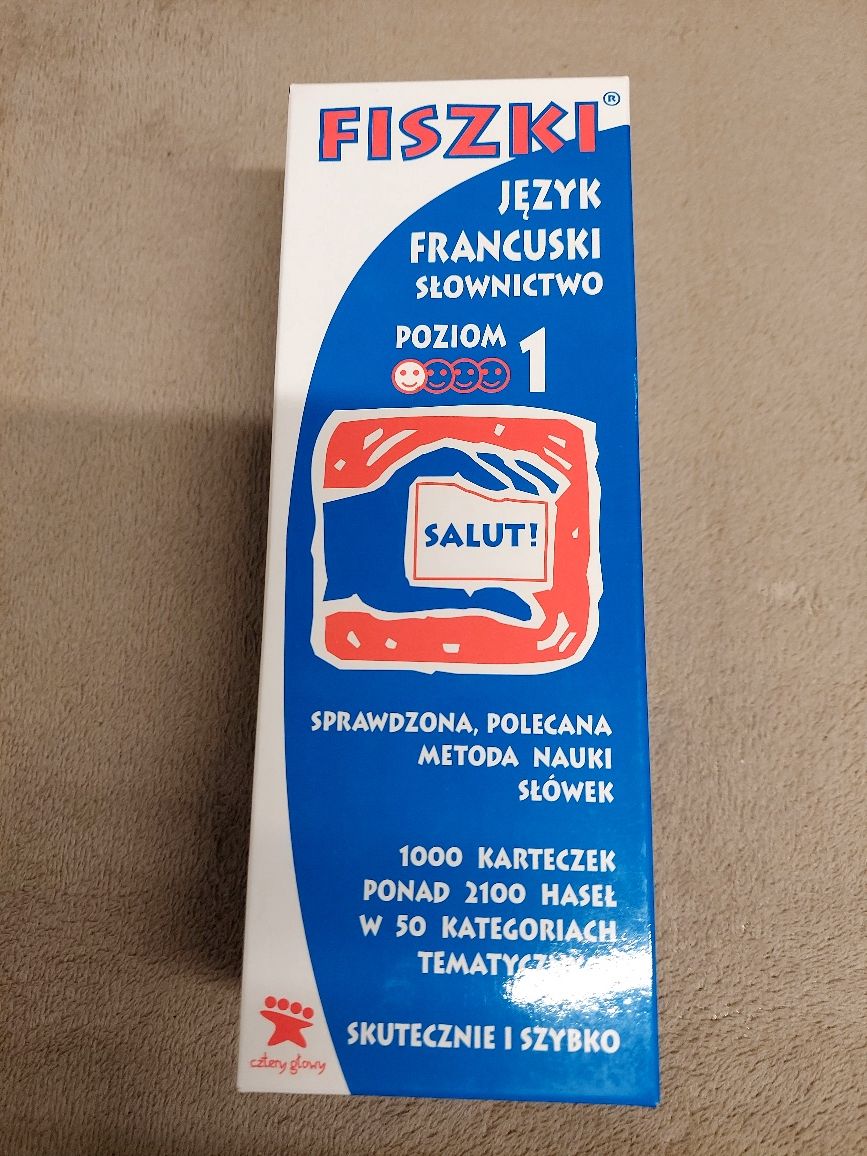 FISZKI®
JĘZYK
FRANCUSKI
SŁOWNICTWO
POZIOM 1
SALUT!
SPRAWDZONA, POLECANA
METODA NAUKI
SŁÓWEK
1000 KARTECZEK
PONAD 2100 HASEŁ
W 50 KATEGORIACH
SKUTECZNIE I SZYBKO
cztery głowy